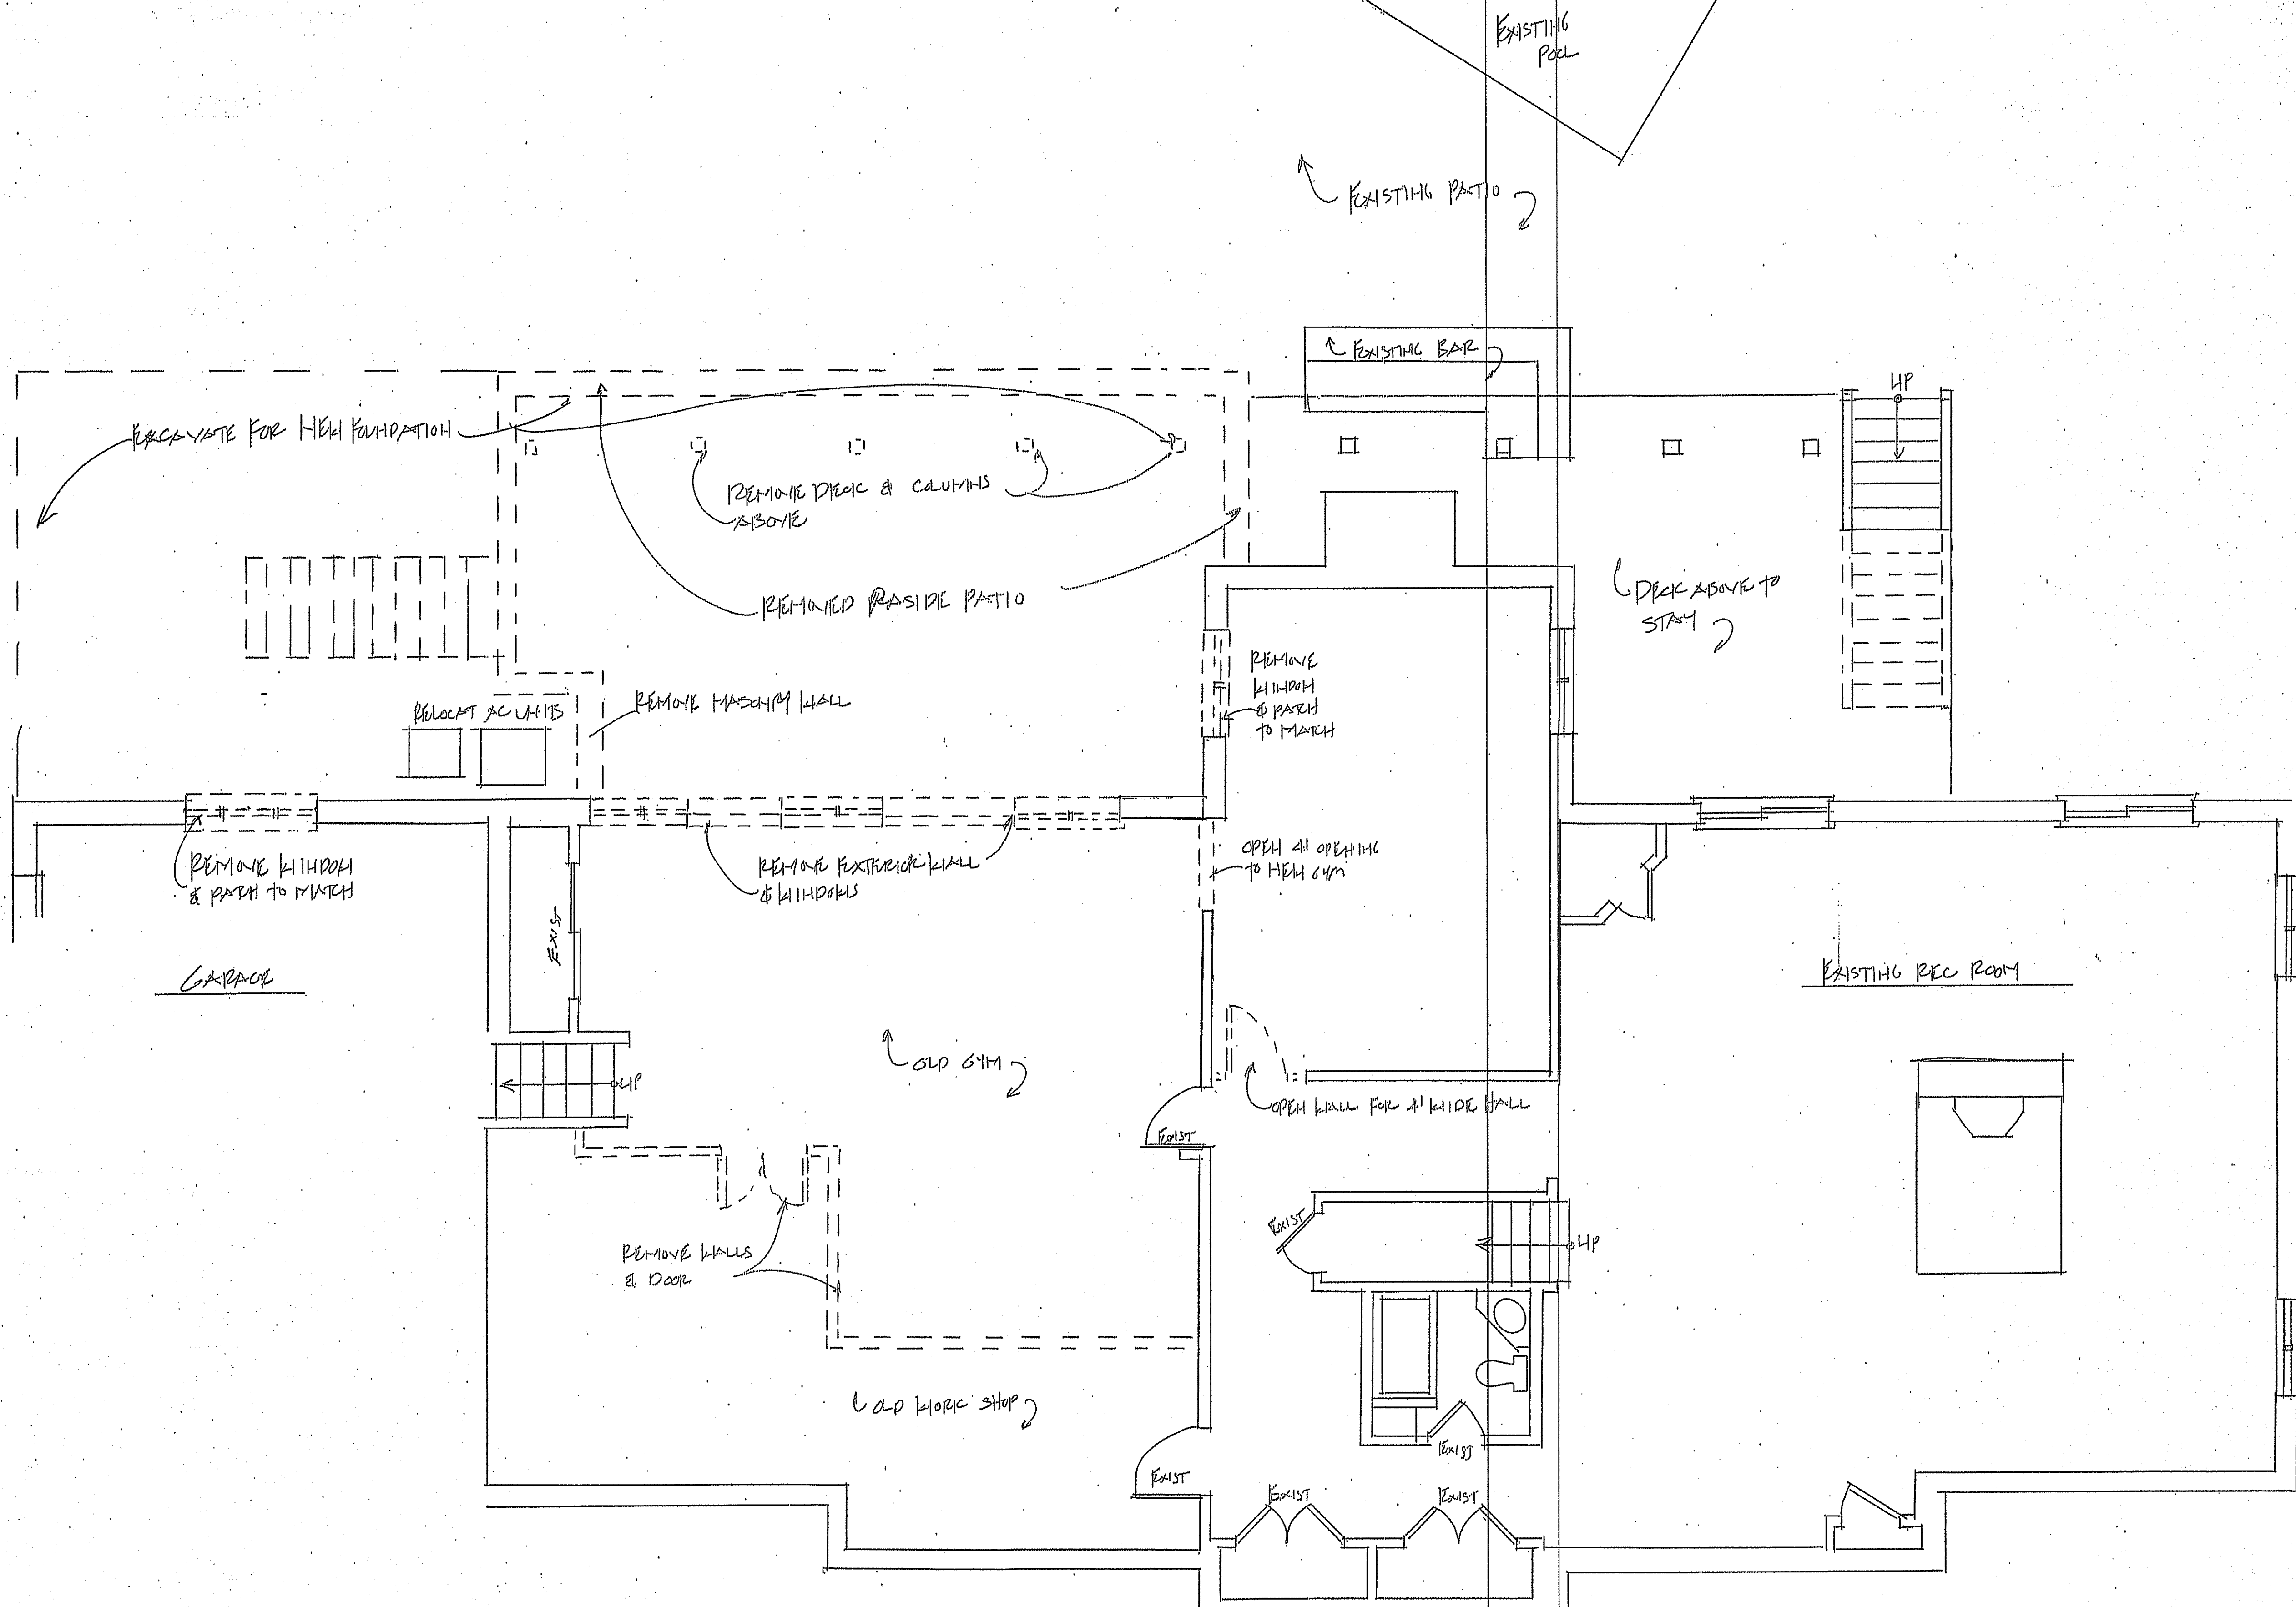 EXISTING
POOL
EXISTING PATIO
EXISTING BAR
UP
EXCAVATE FOR NEW FOUNDATION
REMOVE DECK & COLUMNS
ABOVE
REMOVED RASIDE PATIO
DECK ABOVE TO
STAY
REMOVE
WINDOW
& PATCH
TO MATCH
RELOCAT AC UNITS
REMOVE MASONRY WALL
REMOVE WINDOW
& PATCH TO MATCH
REMOVE EXTERIOR WALL
& WINDOWS
OPEN 4' OPENING
TO NEW GYM
EXIST
GARAGE
EXISTING REC ROOM
OLD GYM
UP
OPEN WALL FOR 4' WIDE HALL
EXIST
EXIST
UP
REMOVE WALLS
& DOOR
OLD WORK SHOP
EXIST
EXIST
EXIST
EXIST